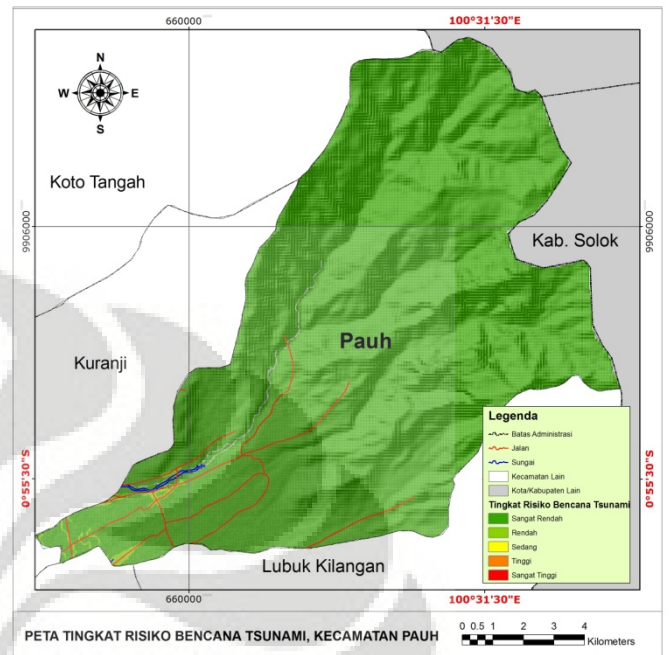 660000
100°31'30"E
N
W E
S
Koto Tangah
9906000
9906000
Kab. Solok
Kuranji
Pauh
Legenda
Batas Administrasi
Jalan
Sungai
Kecamatan Lain
Kota/Kabupaten Lain
Tingkat Risiko Bencana Tsunami
Sangat Rendah
Rendah
Sedang
Tinggi
Sangat Tinggi
0°55'30"S
0°55'30"S
Lubuk Kilangan
660000
100°31'30"E
PETA TINGKAT RISIKO BENCANA TSUNAMI, KECAMATAN PAUH
0 0.5 1 2 3 4
Kilometers